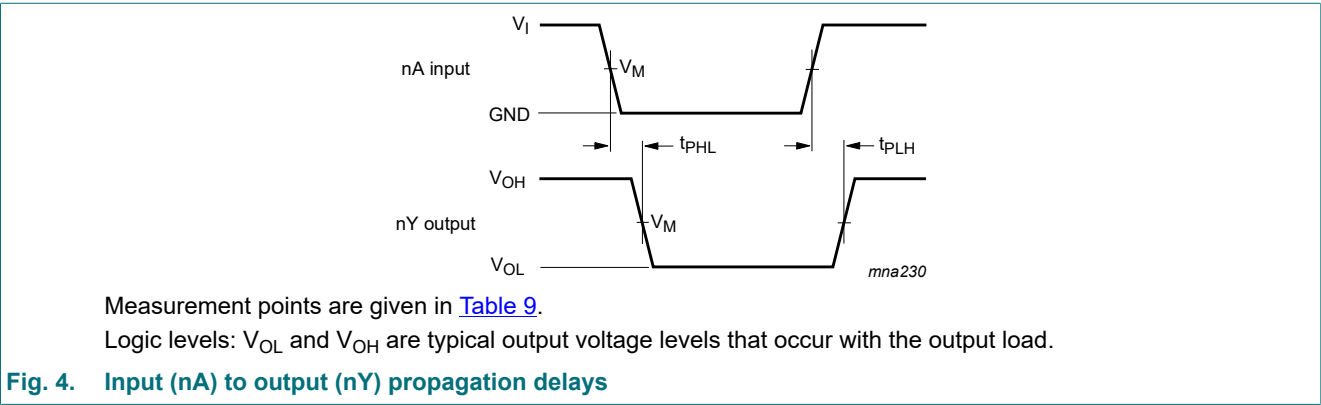 V_I
nA input
V_M
GND
t_PHL
t_PLH
V_OH
nY output
V_M
V_OL
mna230
Measurement points are given in Table 9.
Logic levels: V_OL and V_OH are typical output voltage levels that occur with the output load.
Fig. 4. Input (nA) to output (nY) propagation delays